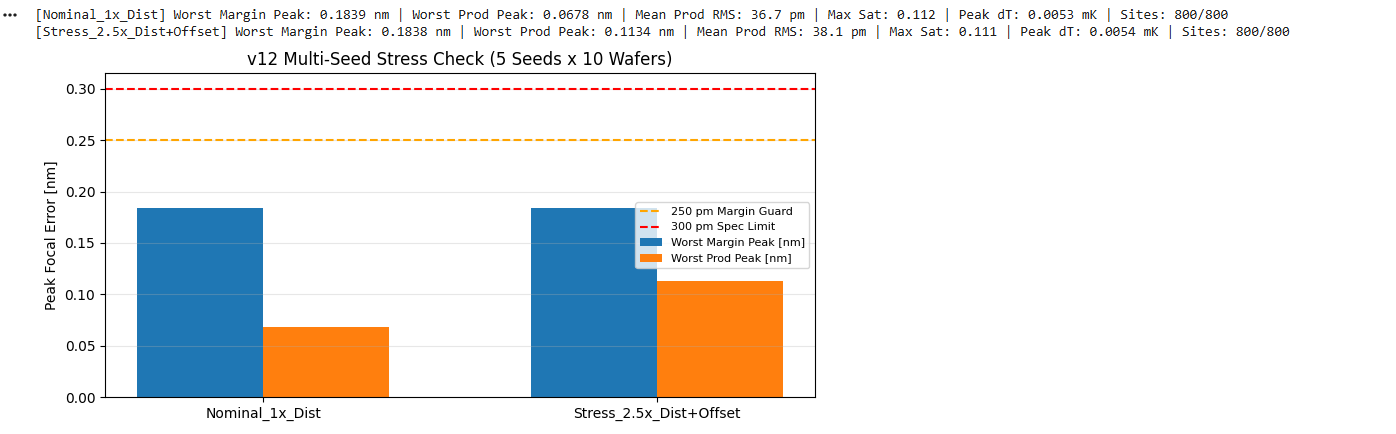 [Nominal_1x_Dist] Worst Margin Peak: 0.1839 nm | Worst Prod Peak: 0.0678 nm | Mean Prod RMS: 36.7 pm | Max Sat: 0.112 | Peak dT: 0.0053 mK | Sites: 800/800
[Stress_2.5x_Dist+Offset] Worst Margin Peak: 0.1838 nm | Worst Prod Peak: 0.1134 nm | Mean Prod RMS: 38.1 pm | Max Sat: 0.111 | Peak dT: 0.0054 mK | Sites: 800/800
v12 Multi-Seed Stress Check (5 Seeds x 10 Wafers)
Peak Focal Error [nm]
0.30
0.25
0.20
0.15
0.10
0.05
0.00
250 pm Margin Guard
300 pm Spec Limit
Worst Margin Peak [nm]
Worst Prod Peak [nm]
Nominal_1x_Dist
Stress_2.5x_Dist+Offset